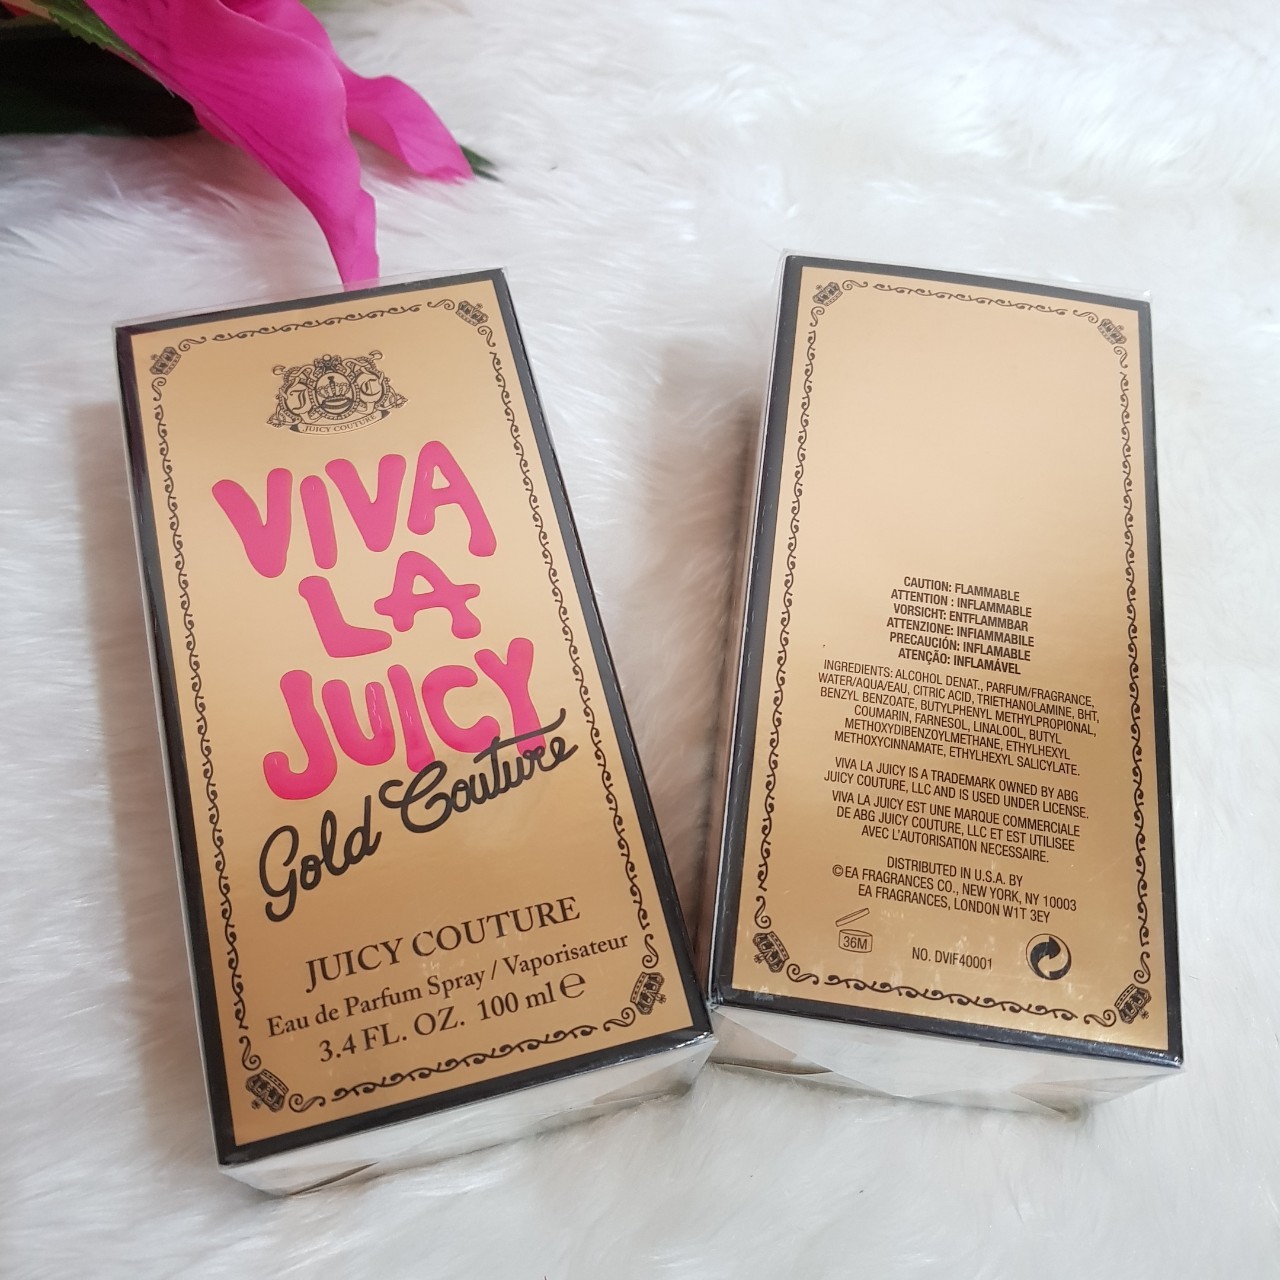 J C
JUICY COUTURE
VIVA
LA
JUICY
Gold Couture
JUICY COUTURE
Eau de Parfum Spray / Vaporisateur
3.4 FL. OZ. 100 ml ℮
CAUTION: FLAMMABLE
ATTENTION : INFLAMMABLE
VORSICHT: ENTFLAMMBAR
ATTENZIONE: INFIAMMABILE
PRECAUCIÓN: INFLAMABLE
ATENÇÃO: INFLAMÁVEL
INGREDIENTS: ALCOHOL DENAT., PARFUM/FRAGRANCE,
WATER/AQUA/EAU, CITRIC ACID, TRIETHANOLAMINE, BHT,
BENZYL BENZOATE, BUTYLPHENYL METHYLPROPIONAL,
COUMARIN, FARNESOL, LINALOOL, BUTYL
METHOXYDIBENZOYLMETHANE, ETHYLHEXYL
METHOXYCINNAMATE, ETHYLHEXYL SALICYLATE.
VIVA LA JUICY IS A TRADEMARK OWNED BY ABG
JUICY COUTURE, LLC AND IS USED UNDER LICENSE.
VIVA LA JUICY EST UNE MARQUE COMMERCIALE
DE ABG JUICY COUTURE, LLC ET EST UTILISEE
AVEC L'AUTORISATION NECESSAIRE.
DISTRIBUTED IN U.S.A. BY
© EA FRAGRANCES CO., NEW YORK, NY 10003
EA FRAGRANCES, LONDON W1T 3EY
36M
NO. DVIF40001